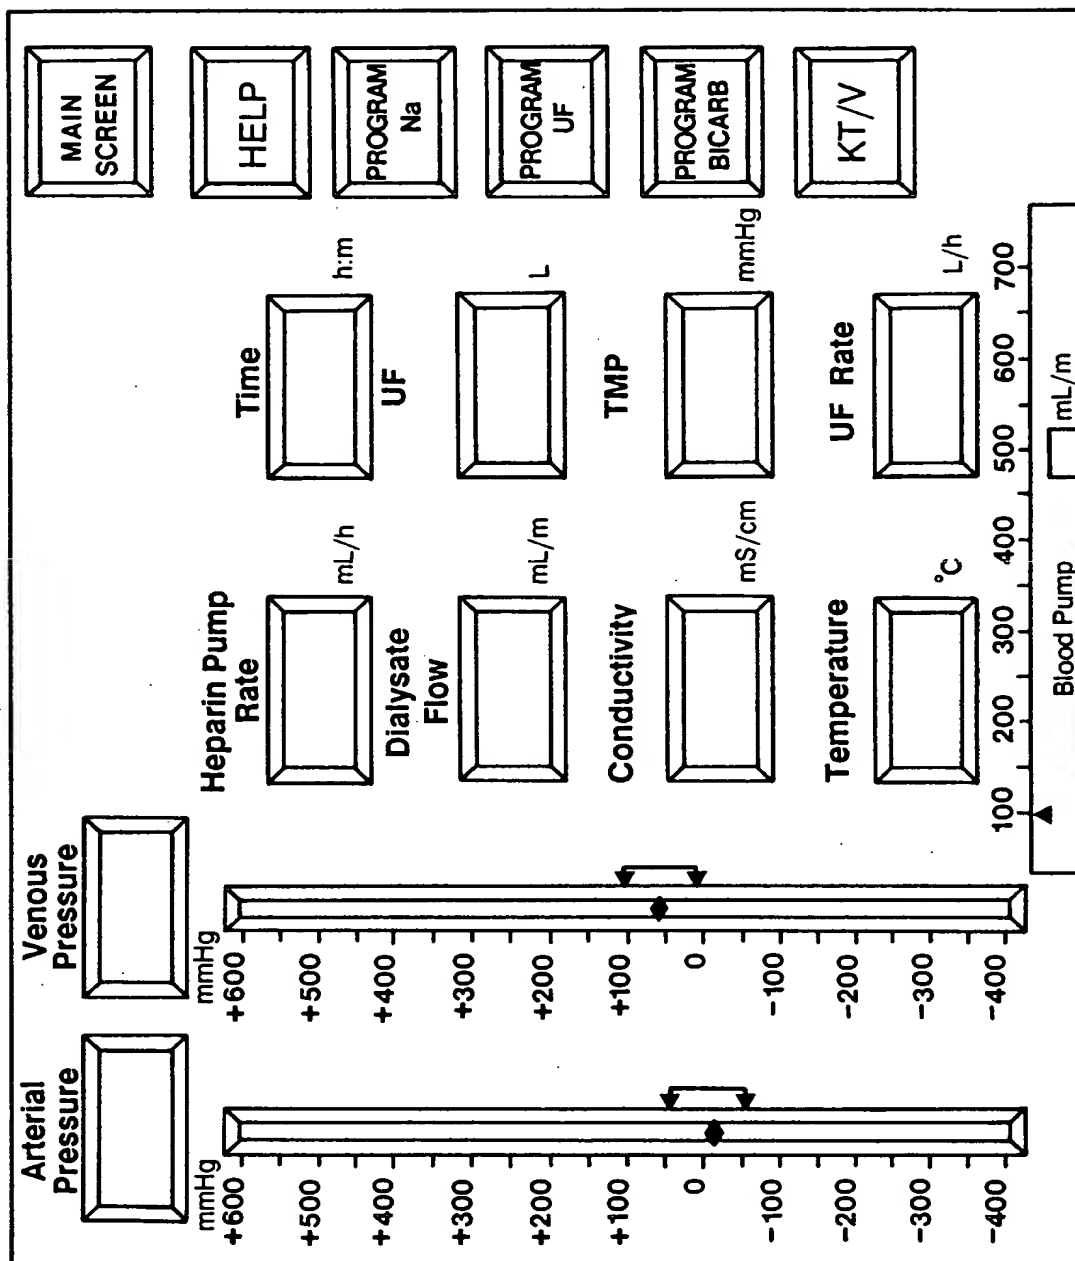 Arterial
Pressure
mmHg
+600
+500
+400
+300
+200
+100
0
-100
-200
-300
-400
Venous
Pressure
mmHg
+600
+500
+400
+300
+200
+100
0
-100
-200
-300
-400
Heparin Pump
Rate
mL/h
Dialysate
Flow
mL/m
Conductivity
mS/cm
Temperature
°C
Time
h:m
UF
L
TMP
mmHg
UF Rate
L/h
100 200 300 400 500 600 700
Blood Pump mL/m
MAIN
SCREEN
HELP
PROGRAM
Na
PROGRAM
UF
PROGRAM
BICARB
KT/V